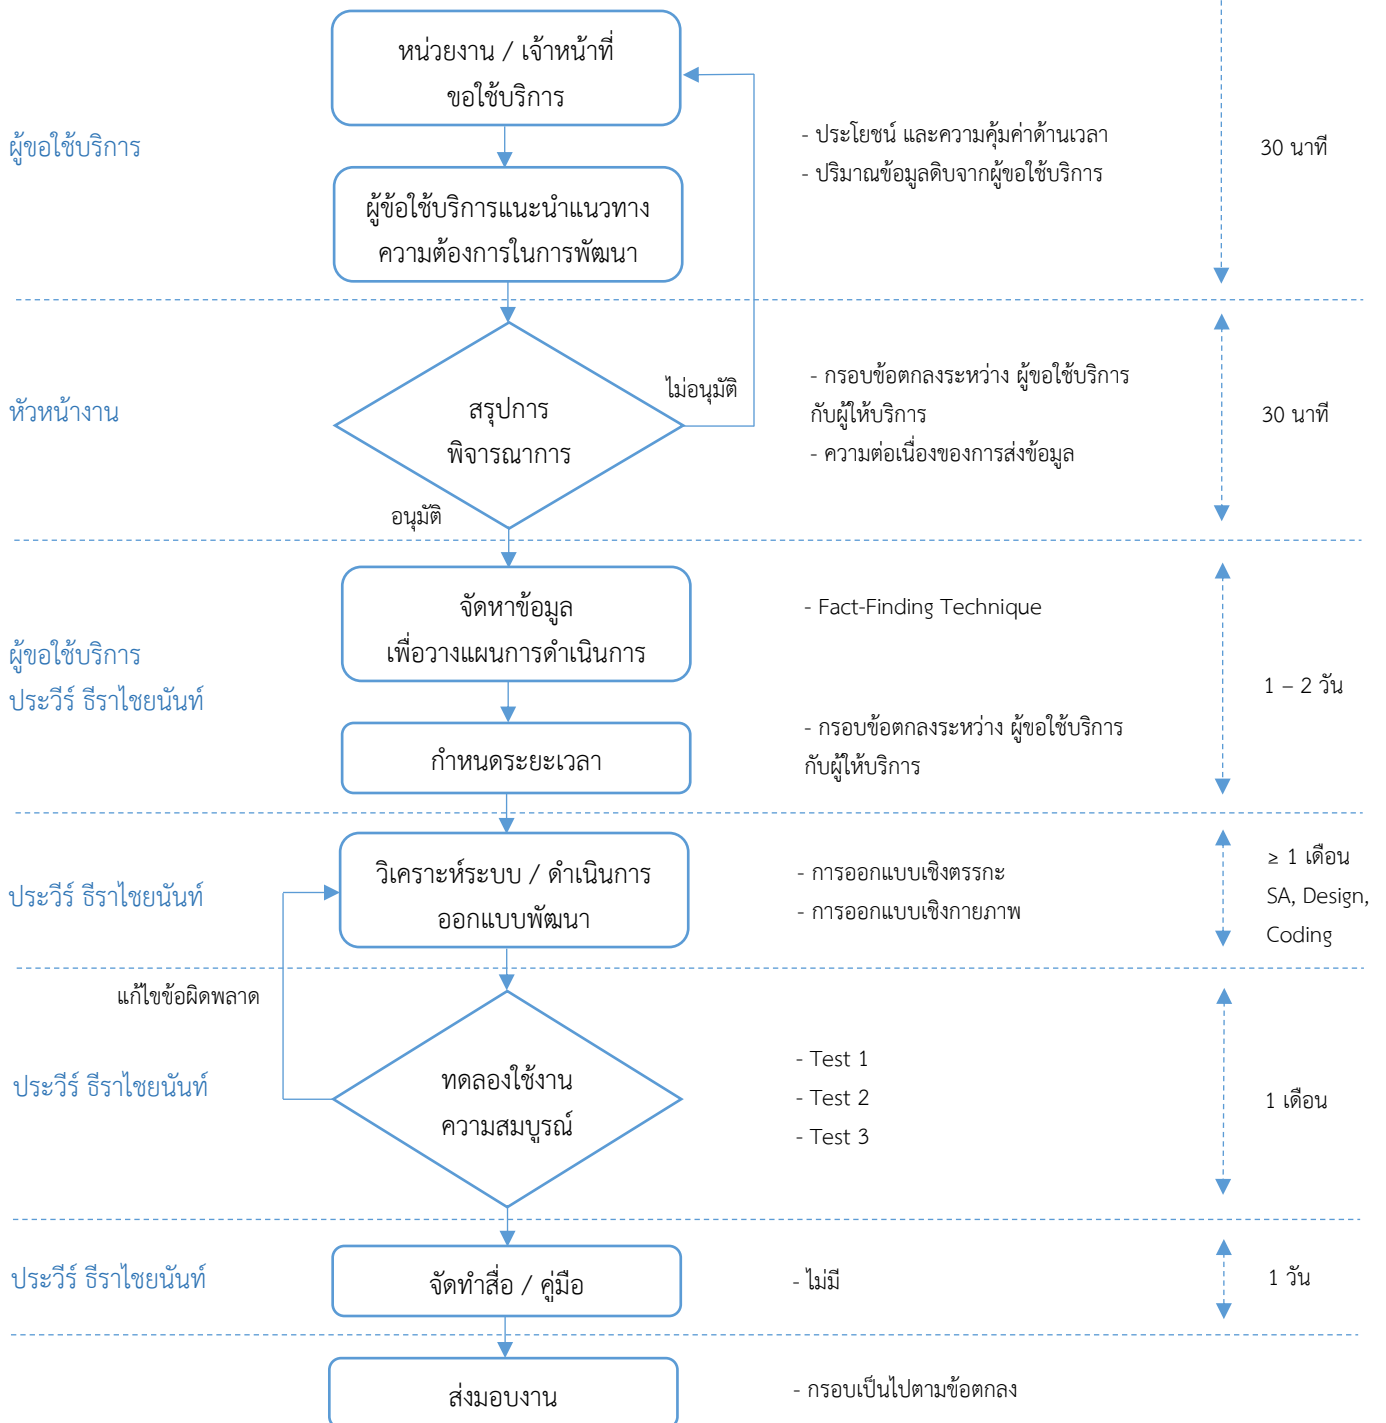 หน่วยงาน / เจ้าหน้าที่
ขอใช้บริการ
ผู้ขอใช้บริการ
- ประโยชน์ และความคุ้มค่าด้านเวลา
- ปริมาณข้อมูลดิบจากผู้ขอใช้บริการ
30 นาที
ผู้ข้อใช้บริการแนะนำแนวทาง
ความต้องการในการพัฒนา
หัวหน้างาน
สรุปการ
พิจารณาการ
ไม่อนุมัติ
- กรอบข้อตกลงระหว่าง ผู้ขอใช้บริการ
กับผู้ให้บริการ
- ความต่อเนื่องของการส่งข้อมูล
30 นาที
อนุมัติ
จัดหาข้อมูล
เพื่อวางแผนการดำเนินการ
- Fact-Finding Technique
ผู้ขอใช้บริการ
ประวีร์ ธีราไชยนันท์
1 – 2 วัน
กำหนดระยะเวลา
- กรอบข้อตกลงระหว่าง ผู้ขอใช้บริการ
กับผู้ให้บริการ
ประวีร์ ธีราไชยนันท์
วิเคราะห์ระบบ / ดำเนินการ
ออกแบบพัฒนา
- การออกแบบเชิงตรรกะ
- การออกแบบเชิงกายภาพ
≥ 1 เดือน
SA, Design,
Coding
แก้ไขข้อผิดพลาด
ประวีร์ ธีราไชยนันท์
ทดลองใช้งาน
ความสมบูรณ์
- Test 1
- Test 2
- Test 3
1 เดือน
ประวีร์ ธีราไชยนันท์
จัดทำสื่อ / คู่มือ
- ไม่มี
1 วัน
ส่งมอบงาน
- กรอบเป็นไปตามข้อตกลง